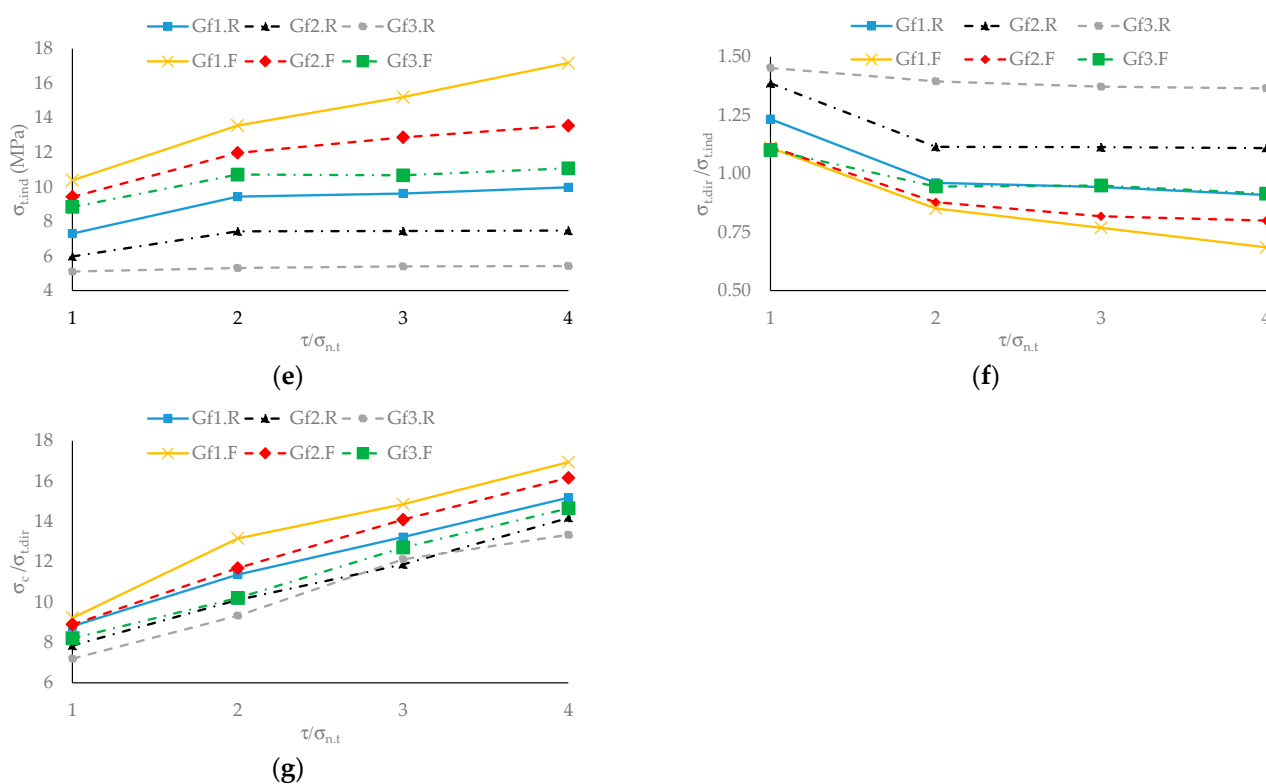 Gf1.R Gf2.R Gf3.R
Gf1.F Gf2.F Gf3.F
18
16
14
12
10
8
6
4
σt.ind (MPa)
1 2 3 4
τ/σn.t
(e)
Gf1.R Gf2.R Gf3.R
Gf1.F Gf2.F Gf3.F
1.50
1.25
1.00
0.75
0.50
σt.dir /σt.ind
1 2 3 4
τ/σn.t
(f)
Gf1.R Gf2.R Gf3.R
Gf1.F Gf2.F Gf3.F
18
16
14
12
10
8
6
σc /σt.dir
1 2 3 4
τ/σn.t
(g)